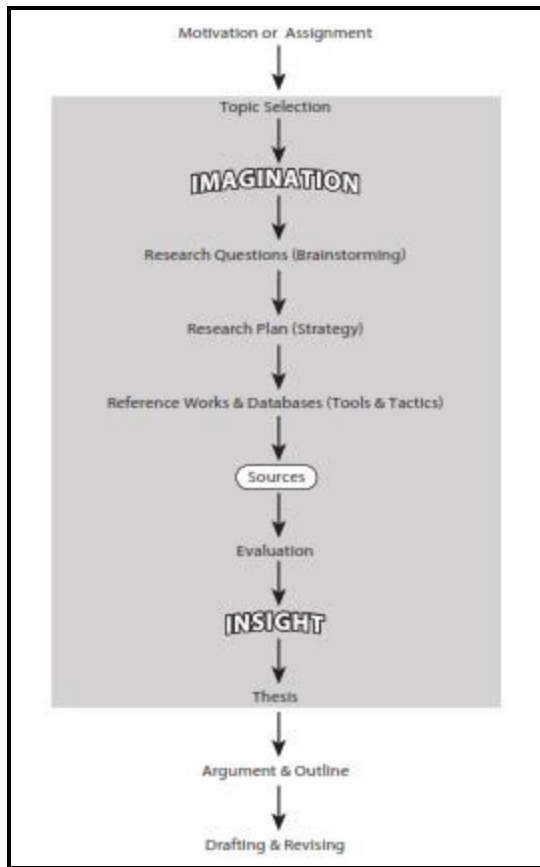 Motivation or Assignment
Topic Selection
IMAGINATION
Research Questions (Brainstorming)
Research Plan (Strategy)
Reference Works & Databases (Tools & Tactics)
Sources
Evaluation
INSIGHT
Thesis
Argument & Outline
Drafting & Revising